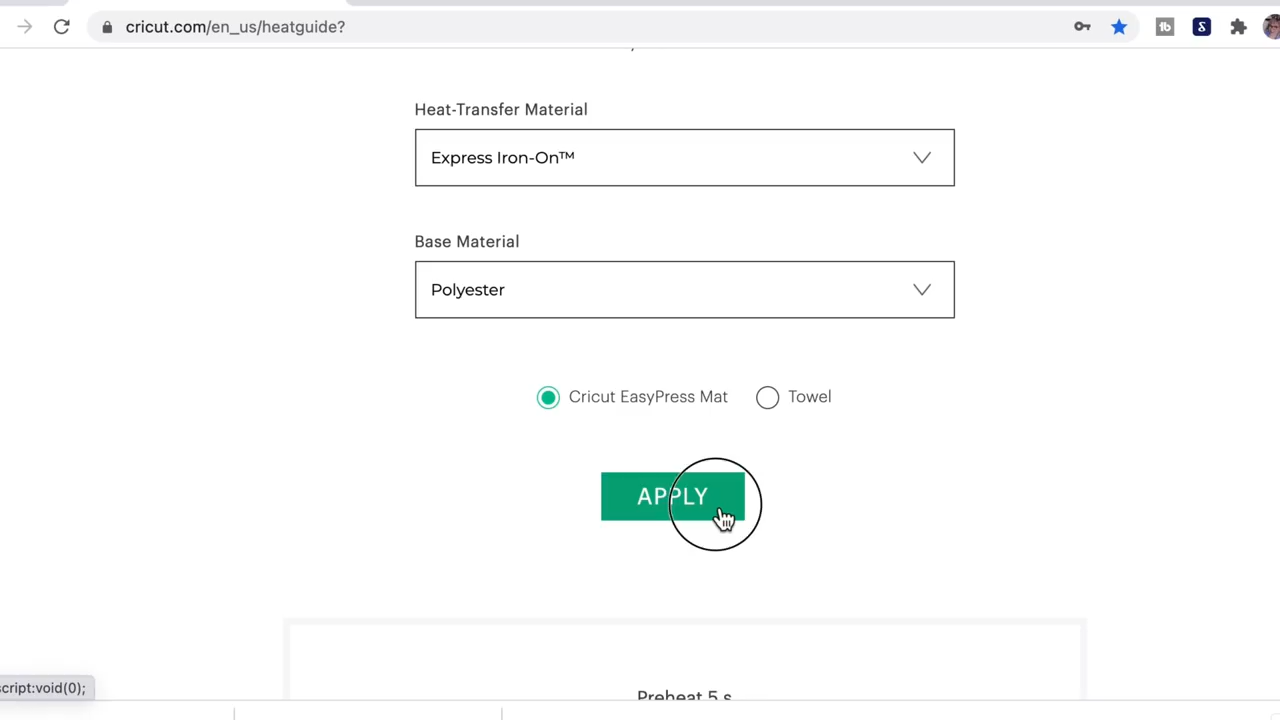 cricut.com/en_us/heatguide?
Heat-Transfer Material
Express Iron-On™
Base Material
Polyester
Cricut EasyPress Mat
Towel
APPLY
Preheat 5 s
script:void(0);